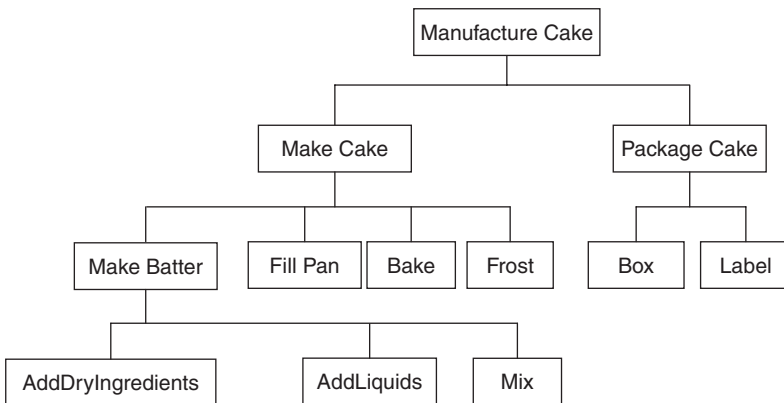 Manufacture Cake
Make Cake
Package Cake
Make Batter
Fill Pan
Bake
Frost
Box
Label
AddDryIngredients
AddLiquids
Mix